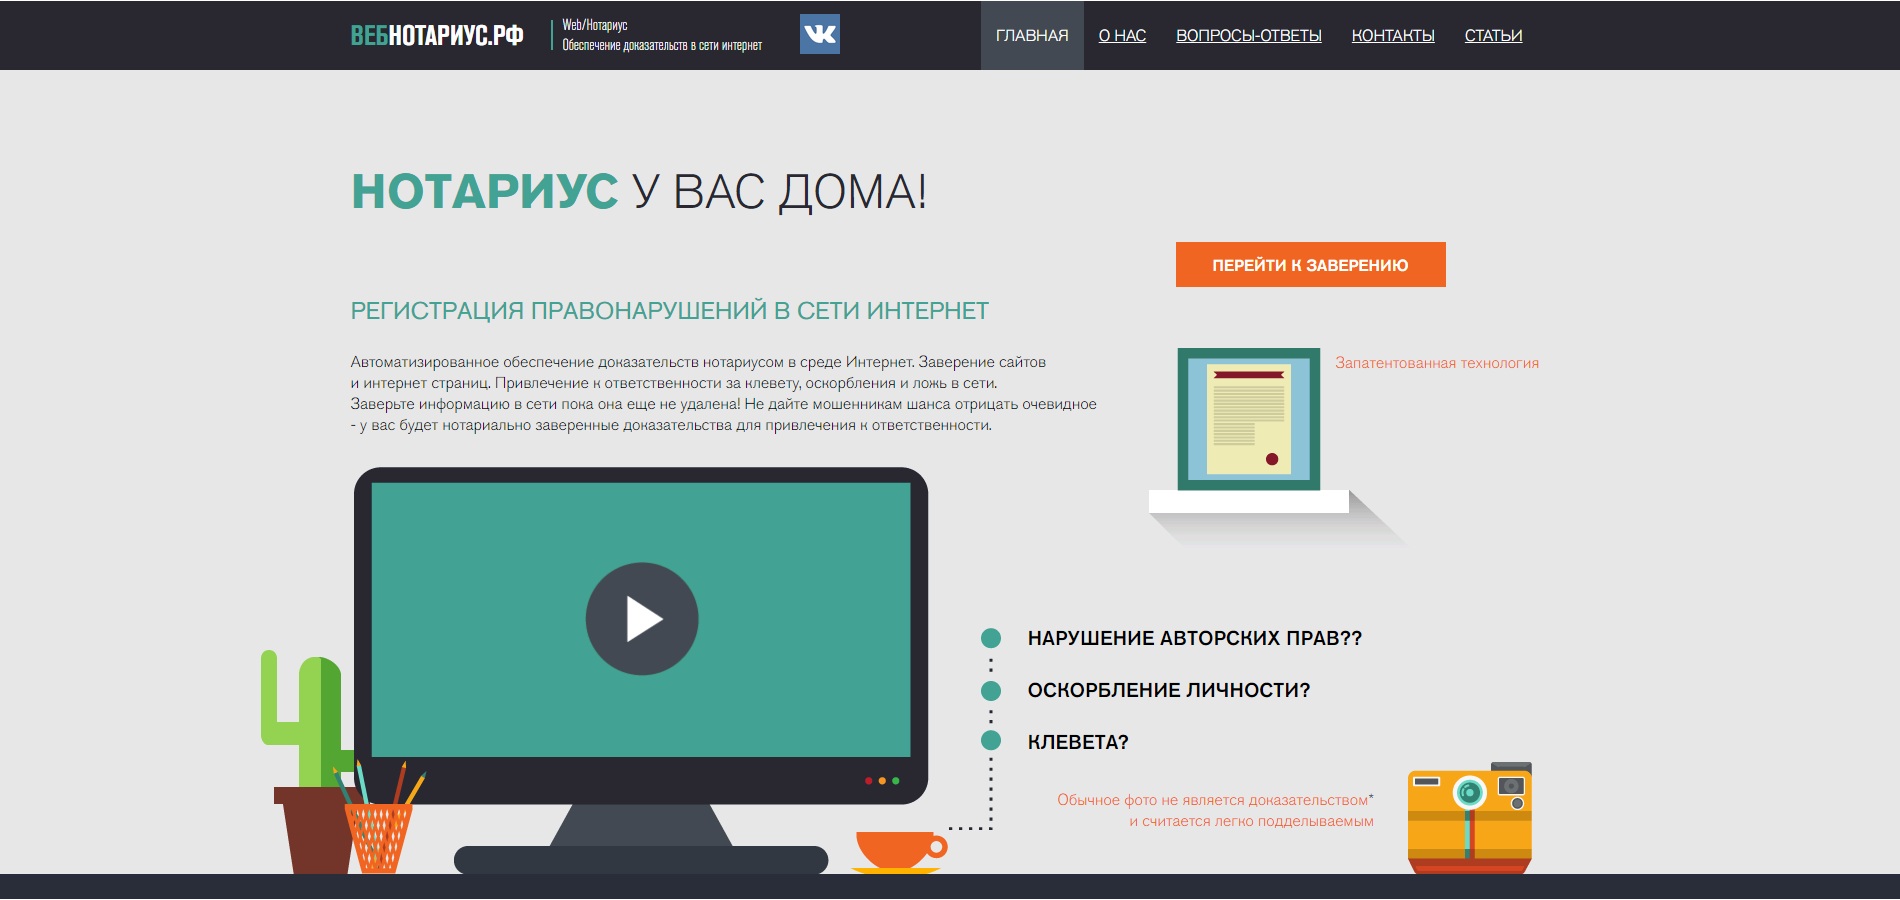 ВЕБНОТАРИУС.РФ
Web/Нотариус
Обеспечение доказательств в сети интернет
ГЛАВНАЯ
О НАС
ВОПРОСЫ-ОТВЕТЫ
КОНТАКТЫ
СТАТЬИ
НОТАРИУС У ВАС ДОМА!
ПЕРЕЙТИ К ЗАВЕРЕНИЮ
РЕГИСТРАЦИЯ ПРАВОНАРУШЕНИЙ В СЕТИ ИНТЕРНЕТ
Автоматизированное обеспечение доказательств нотариусом в среде Интернет. Заверение сайтов
и интернет страниц. Привлечение к ответственности за клевету, оскорбления и ложь в сети.
Заверьте информацию в сети пока она еще не удалена! Не дайте мошенникам шанса отрицать очевидное
- у вас будет нотариально заверенные доказательства для привлечения к ответственности.
Запатентованная технология
НАРУШЕНИЕ АВТОРСКИХ ПРАВ??
ОСКОРБЛЕНИЕ ЛИЧНОСТИ?
КЛЕВЕТА?
Обычное фото не является доказательством*
и считается легко подделываемым